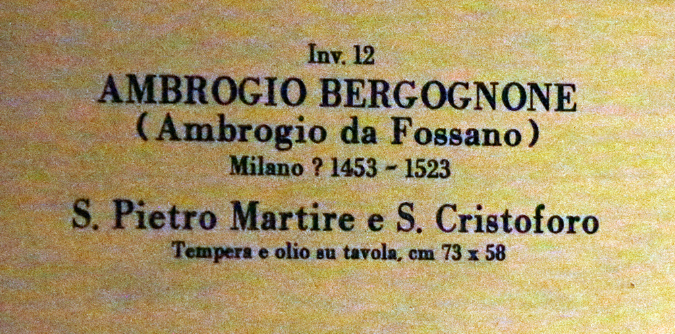 Inv. 12
AMBROGIO BERGOGNONE
(Ambrogio da Fossano)
Milano ? 1453 - 1523
S. Pietro Martire e S. Cristoforo
Tempera e olio su tavola, cm 73 x 58